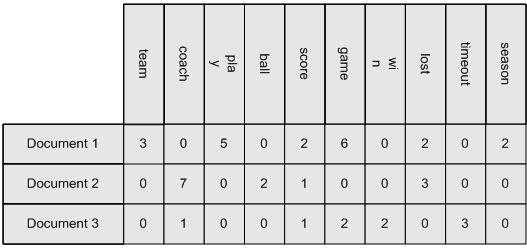 team coach pla y ball score game wi n lost timeout season
Document 1 3 0 5 0 2 6 0 2 0 2
Document 2 0 7 0 2 1 0 0 3 0 0
Document 3 0 1 0 0 1 2 2 0 3 0